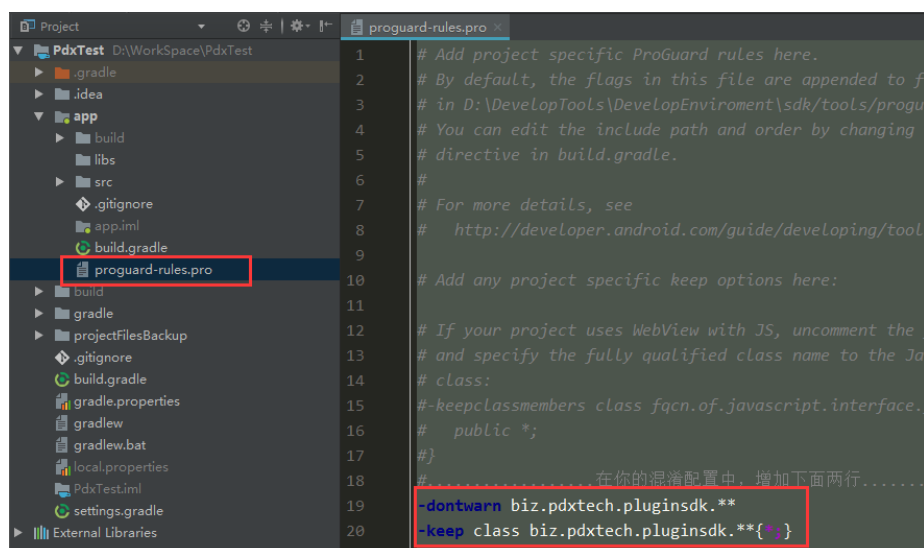 Project
proguard-rules.pro
PdxTest D:\WorkSpace\PdxTest
.gradle
.idea
app
build
libs
src
.gitignore
app.iml
build.gradle
proguard-rules.pro
build
gradle
projectFilesBackup
.gitignore
build.gradle
gradle.properties
gradlew
gradlew.bat
local.properties
PdxTest.iml
settings.gradle
External Libraries
1 # Add project specific ProGuard rules here.
2 # By default, the flags in this file are appended to f
3 # in D:\DevelopTools\DevelopEnviroment\sdk/tools/progu
4 # You can edit the include path and order by changing
5 # directive in build.gradle.
6 #
7 # For more details, see
8 #   http://developer.android.com/guide/developing/tool
9
10 # Add any project specific keep options here:
11
12 # If your project uses WebView with JS, uncomment the
13 # and specify the fully qualified class name to the Ja
14 # class:
15 #-keepclassmembers class fqcn.of.javascript.interface.
16 #   public *;
17 #}
18 #..................在你的混淆配置中，增加下面两行.......
19 -dontwarn biz.pdxtech.pluginsdk.**
20 -keep class biz.pdxtech.pluginsdk.**{*;}